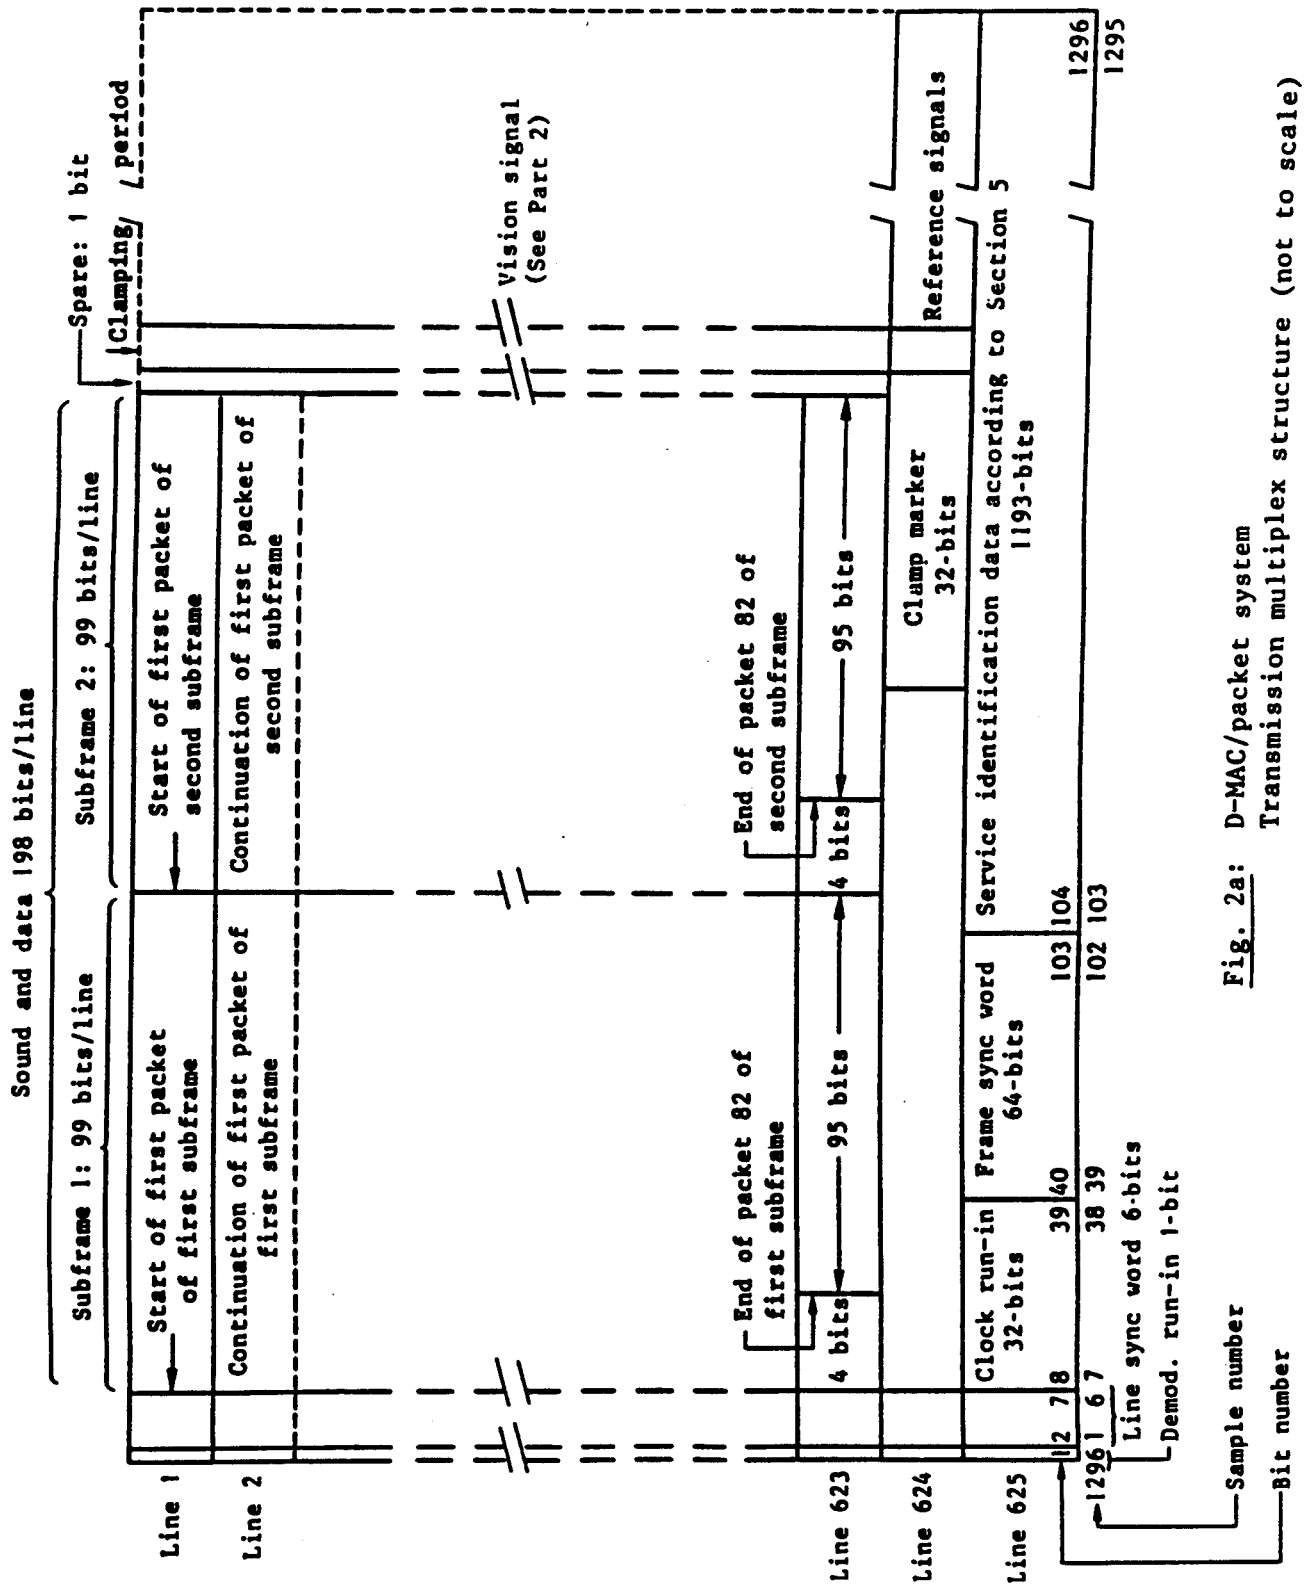 Sound and data 198 bits/line
Subframe 1: 99 bits/line
Subframe 2: 99 bits/line
Spare: 1 bit
Clamping period
Line 1
Start of first packet
of first subframe
Start of first packet of
second subframe
Line 2
Continuation of first packet of
first subframe
Continuation of first packet of
second subframe
Vision signal
(See Part 2)
End of packet 82 of
first subframe
End of packet 82 of
second subframe
Line 623
4 bits
95 bits
4 bits
95 bits
Line 624
Clamp marker
32-bits
Reference signals
Line 625
Clock run-in
32-bits
Frame sync word
64-bits
Service identification data according to Section 5
1193-bits
1 2 7 8 39 40 103 104 1296
1296 1 6 7 38 39 102 103 1295
Line sync word 6-bits
Demod. run-in 1-bit
Sample number
Bit number
Fig. 2a: D-MAC/packet system
Transmission multiplex structure (not to scale)